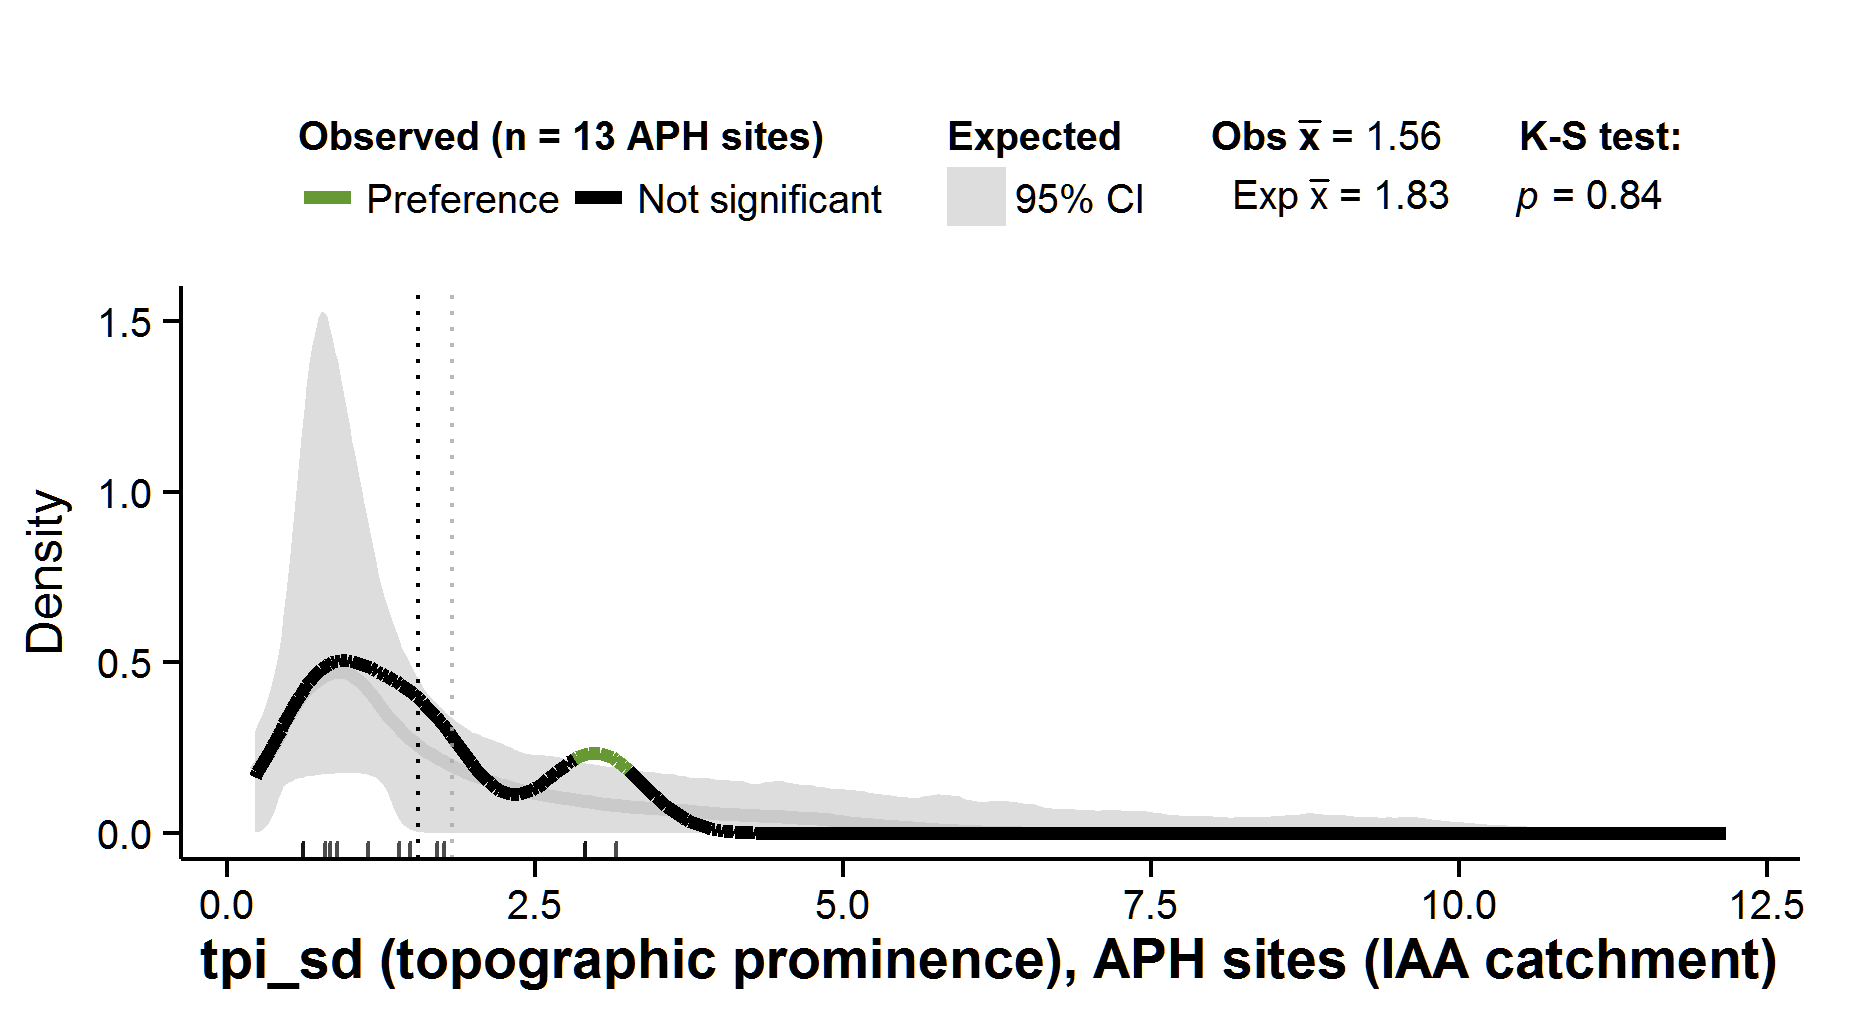 Observed (n = 13 APH sites) Expected Obs x̅ = 1.56 K-S test:
Preference Not significant 95% CI Exp x̅ = 1.83 p = 0.84
1.5
1.0
0.5
0.0
Density
0.0 2.5 5.0 7.5 10.0 12.5
tpi_sd (topographic prominence), APH sites (IAA catchment)